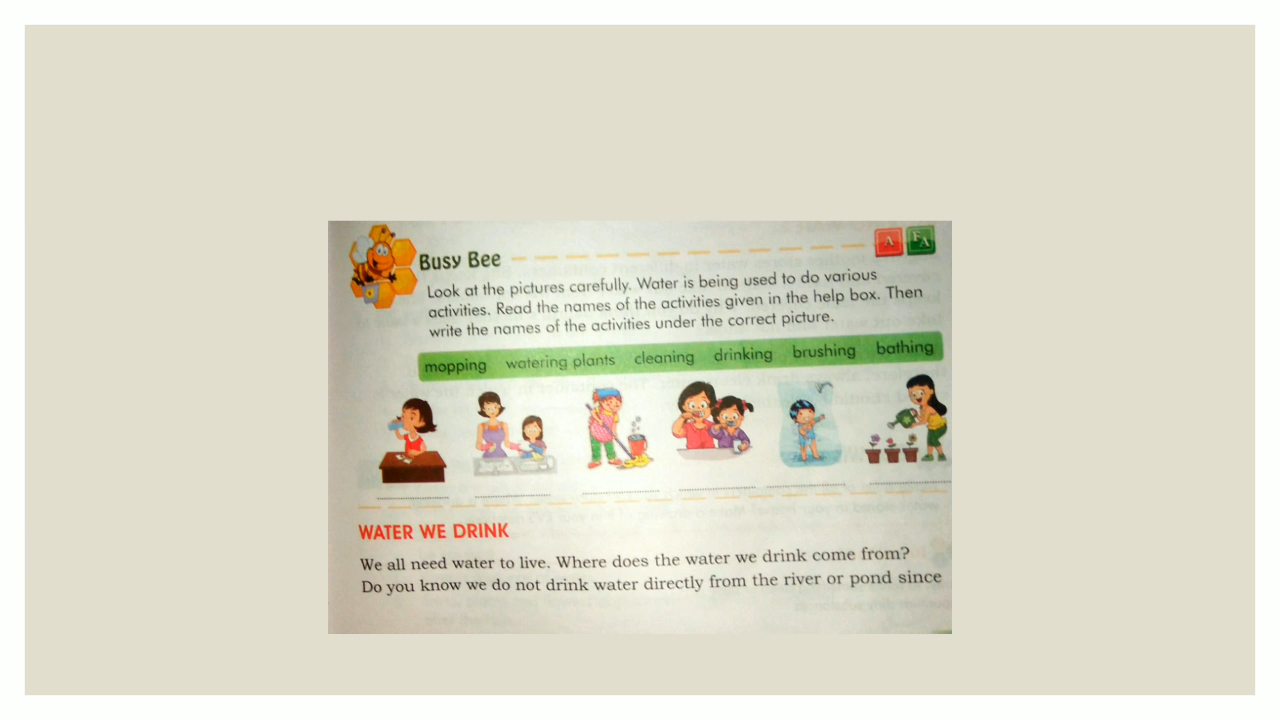 Busy Bee
A
F
A
Look at the pictures carefully. Water is being used to do various
activities. Read the names of the activities given in the help box. Then
write the names of the activities under the correct picture.
mopping watering plants cleaning drinking brushing bathing
WATER WE DRINK
We all need water to live. Where does the water we drink come from?
Do you know we do not drink water directly from the river or pond since